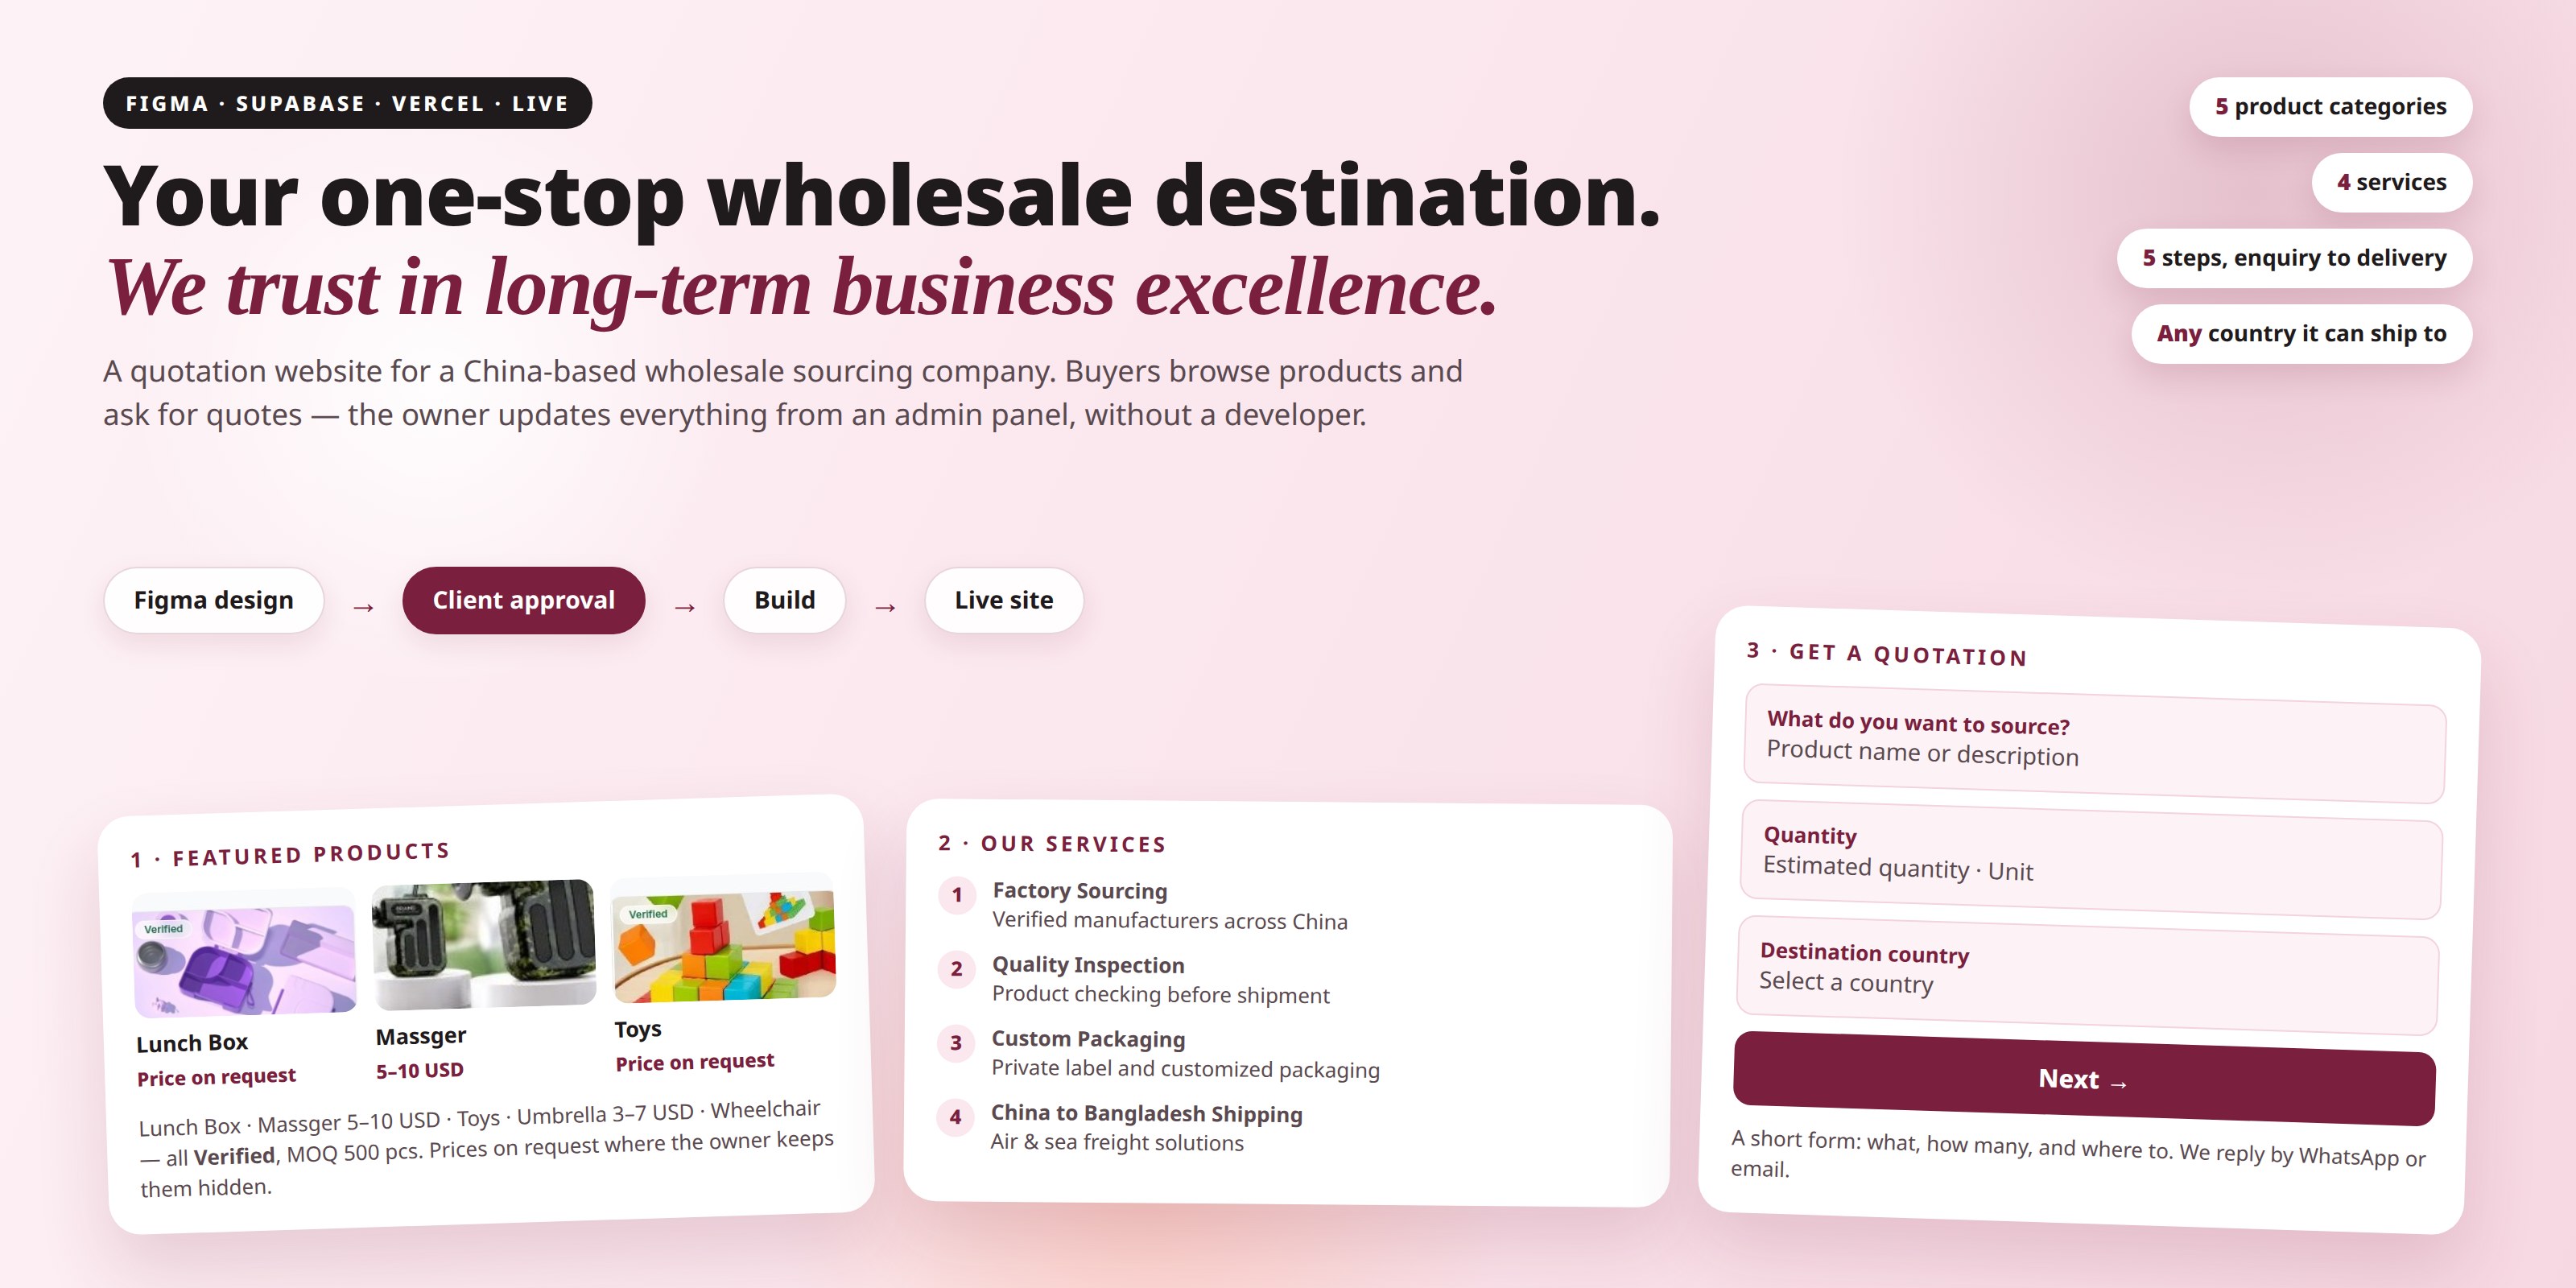 FIGMA · SUPABASE · VERCEL · LIVE
Your one-stop wholesale destination.
We trust in long-term business excellence.
A quotation website for a China-based wholesale sourcing company. Buyers browse products and
ask for quotes — the owner updates everything from an admin panel, without a developer.
5 product categories
4 services
5 steps, enquiry to delivery
Any country it can ship to
Figma design → Client approval → Build → Live site
1 · FEATURED PRODUCTS
Verified
Verified
Lunch Box
Price on request
Massger
5–10 USD
Toys
Price on request
Lunch Box · Massger 5–10 USD · Toys · Umbrella 3–7 USD · Wheelchair
— all Verified, MOQ 500 pcs. Prices on request where the owner keeps
them hidden.
2 · OUR SERVICES
1 Factory Sourcing
Verified manufacturers across China
2 Quality Inspection
Product checking before shipment
3 Custom Packaging
Private label and customized packaging
4 China to Bangladesh Shipping
Air & sea freight solutions
3 · GET A QUOTATION
What do you want to source?
Product name or description
Quantity
Estimated quantity · Unit
Destination country
Select a country
Next →
A short form: what, how many, and where to. We reply by WhatsApp or
email.